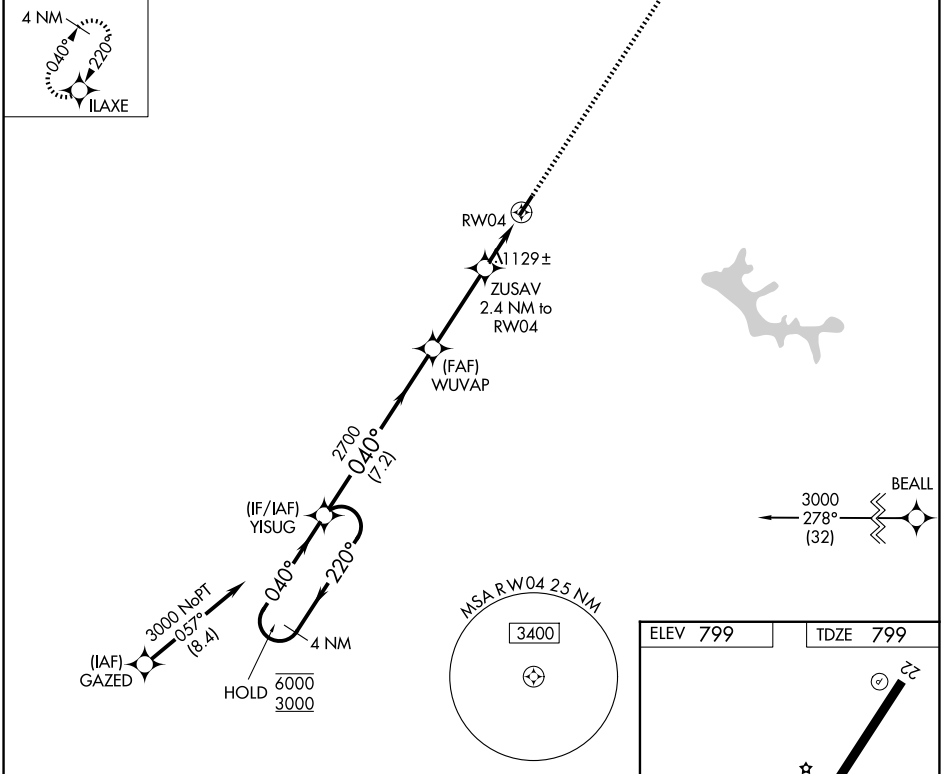 4 NM
040°
220°
ILAXE
RW04
1129±
ZUSAV
2.4 NM to
RW04
(FAF)
WUVAP
2700
040°
(7.2)
(IF/IAF)
YISUG
040°
220°
BEALL
3000
278°
(32)
3000 NoPT
057°
(8.4)
(IAF)
GAZED
4 NM
HOLD
6000
3000
MSA RW04 25 NM
3400
ELEV 799
TDZE 799
22